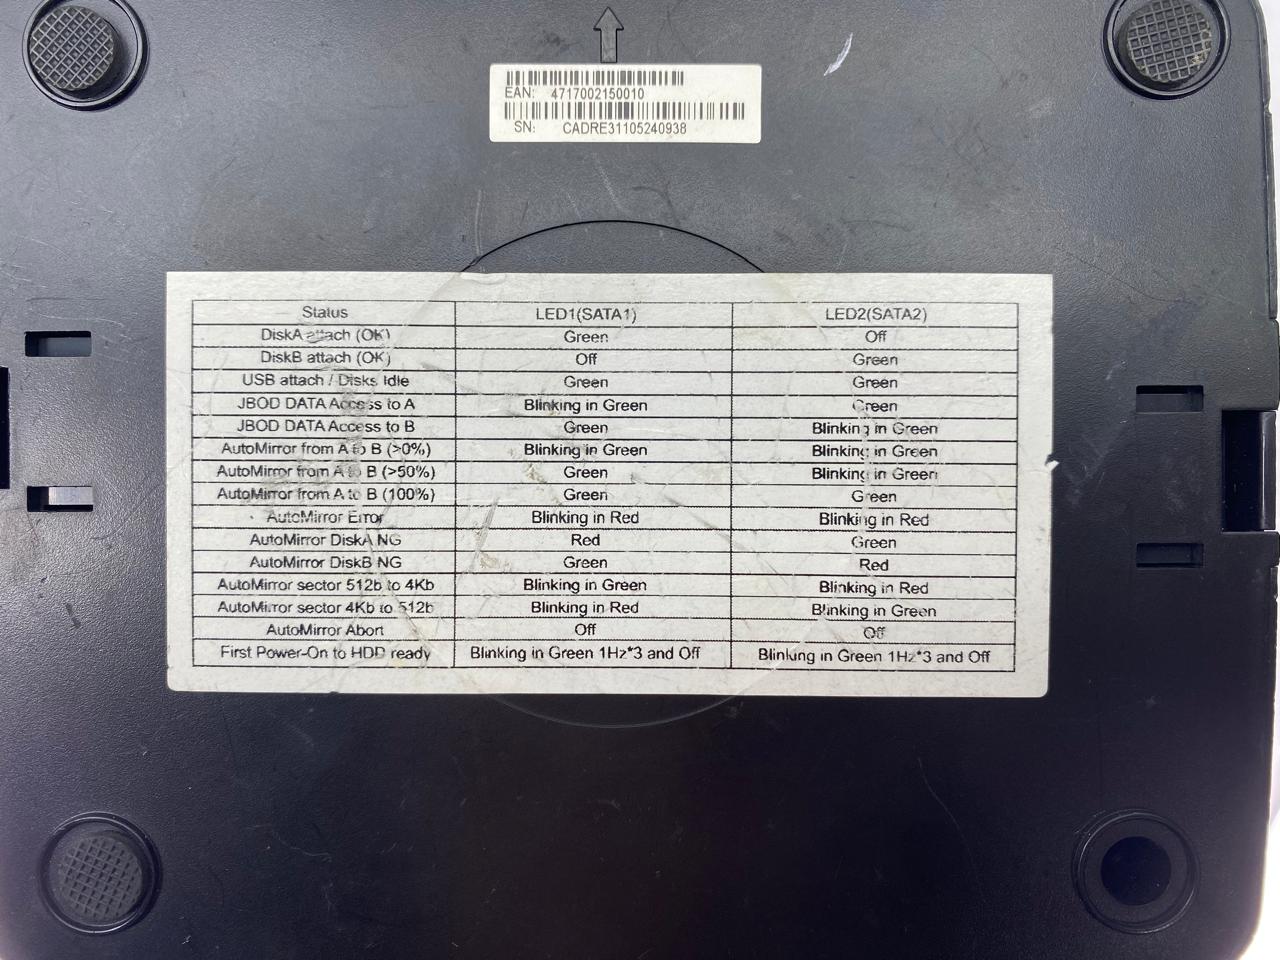 EAN: 4717002150010
SN: CADRE31105240938
Status LED1(SATA1) LED2(SATA2)
DiskA attach (OK) Green Off
DiskB attach (OK) Off Green
USB attach / Disks Idle Green Green
JBOD DATA Access to A Blinking in Green Green
JBOD DATA Access to B Green Blinking in Green
AutoMirror from A to B (>0%) Blinking in Green Blinking in Green
AutoMirror from A to B (>50%) Green Blinking in Green
AutoMirror from A to B (100%) Green Green
AutoMirror Error Blinking in Red Blinking in Red
AutoMirror DiskA NG Red Green
AutoMirror DiskB NG Green Red
AutoMirror sector 512b to 4Kb Blinking in Green Blinking in Red
AutoMirror sector 4Kb to 512b Blinking in Red Blinking in Green
AutoMirror Abort Off Off
First Power-On to HDD ready Blinking in Green 1Hz*3 and Off Blinking in Green 1Hz*3 and Off